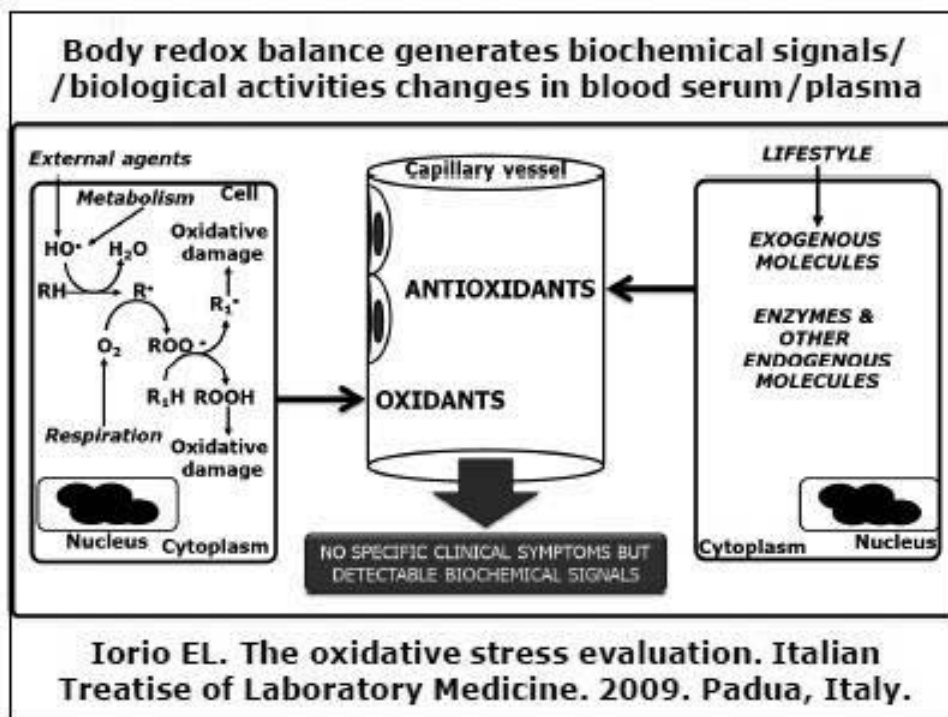 Body redox balance generates biochemical signals/
/biological activities changes in blood serum/plasma
External agents
Metabolism
Cell
HO•
H₂O
Oxidative
damage
RH
R•
R₁•
O₂
ROO•
R₁H
ROOH
Respiration
Oxidative
damage
Nucleus
Cytoplasm
Capillary vessel
ANTIOXIDANTS
OXIDANTS
NO SPECIFIC CLINICAL SYMPTOMS BUT
DETECTABLE BIOCHEMICAL SIGNALS
LIFESTYLE
EXOGENOUS
MOLECULES
ENZYMES &
OTHER
ENDOGENOUS
MOLECULES
Cytoplasm
Nucleus
Iorio EL. The oxidative stress evaluation. Italian
Treatise of Laboratory Medicine. 2009. Padua, Italy.